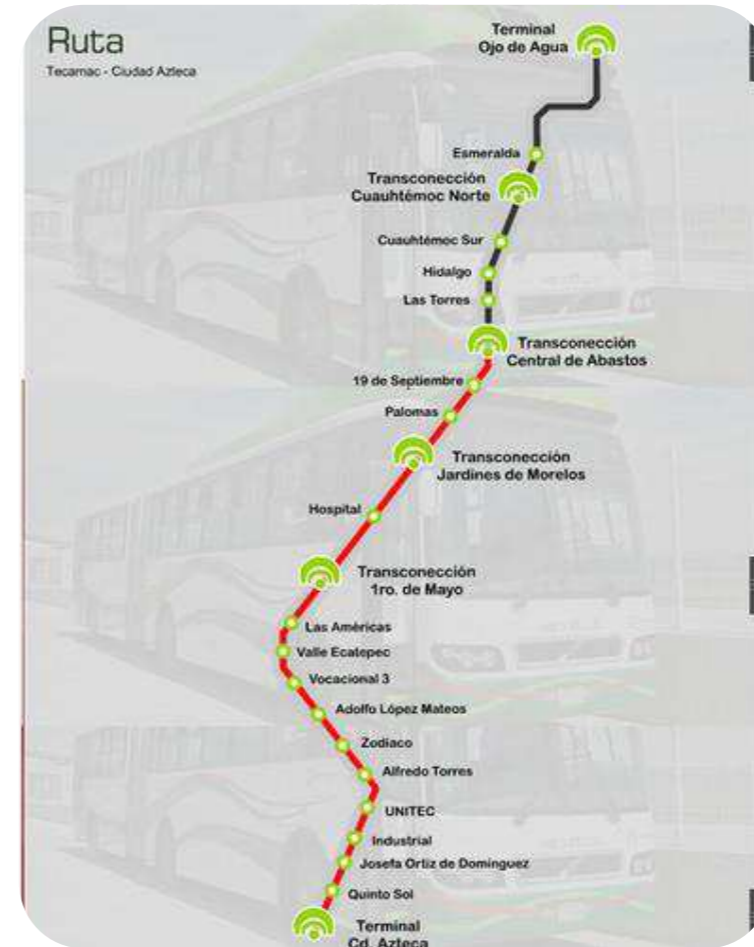 Ruta
Tecamac - Ciudad Azteca
Terminal
Ojo de Agua
Esmeralda
Transconección
Cuauhtémoc Norte
Cuauhtémoc Sur
Hidalgo
Las Torres
Transconección
Central de Abastos
19 de Septiembre
Palomas
Transconección
Jardines de Morelos
Hospital
Transconección
1ro. de Mayo
Las Américas
Valle Ecatepec
Vocacional 3
Adolfo López Mateos
Zodiaco
Alfredo Torres
UNITEC
Industrial
Josefa Ortiz de Dominguez
Quinto Sol
Terminal
Cd. Azteca